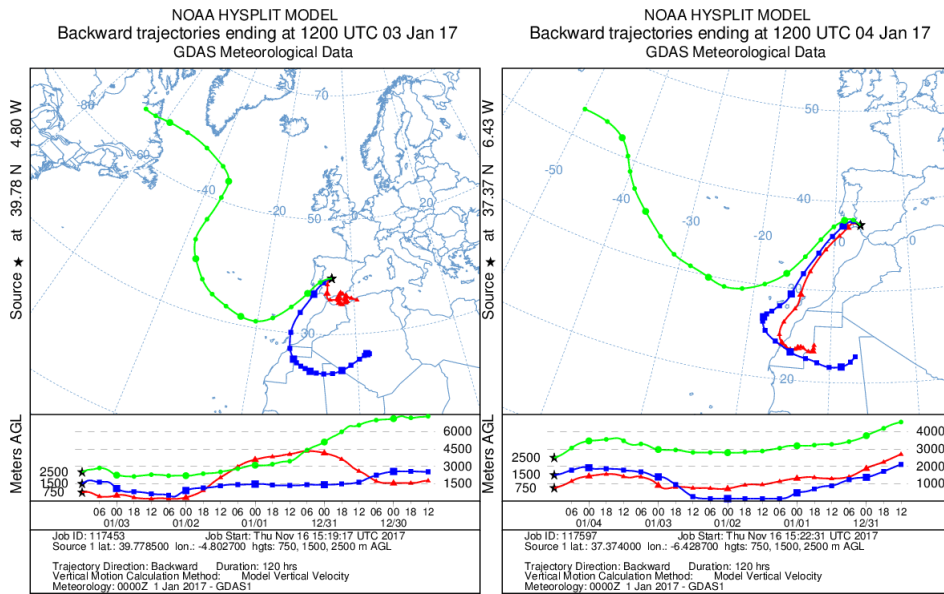 NOAA HYSPLIT MODEL
Backward trajectories ending at 1200 UTC 03 Jan 17
GDAS Meteorological Data
Source ★ at 39.78 N 4.80 W
80
70
60
-40
-20
50
30
Meters AGL
6000
4500
3000
1500
2500
1500
750
06 00 18 12 06 00 18 12 06 00 18 12 06 00 18 12 06 00 18 12
01/03 01/02 01/01 12/31 12/30
Job ID: 117453 Job Start: Thu Nov 16 15:19:17 UTC 2017
Source 1 lat.: 39.778500 lon.: -4.802700 hgts: 750, 1500, 2500 m AGL
Trajectory Direction: Backward Duration: 120 hrs
Vertical Motion Calculation Method: Model Vertical Velocity
Meteorology: 0000Z 1 Jan 2017 - GDAS1
NOAA HYSPLIT MODEL
Backward trajectories ending at 1200 UTC 04 Jan 17
GDAS Meteorological Data
Source ★ at 37.37 N 6.43 W
50
-50
-40
-30
-20
40
0
0
20
Meters AGL
4000
3000
2000
1000
2500
1500
750
06 00 18 12 06 00 18 12 06 00 18 12 06 00 18 12 06 00 18 12
01/04 01/03 01/02 01/01 12/31
Job ID: 117597 Job Start: Thu Nov 16 15:22:31 UTC 2017
Source 1 lat.: 37.374000 lon.: -6.428700 hgts: 750, 1500, 2500 m AGL
Trajectory Direction: Backward Duration: 120 hrs
Vertical Motion Calculation Method: Model Vertical Velocity
Meteorology: 0000Z 1 Jan 2017 - GDAS1